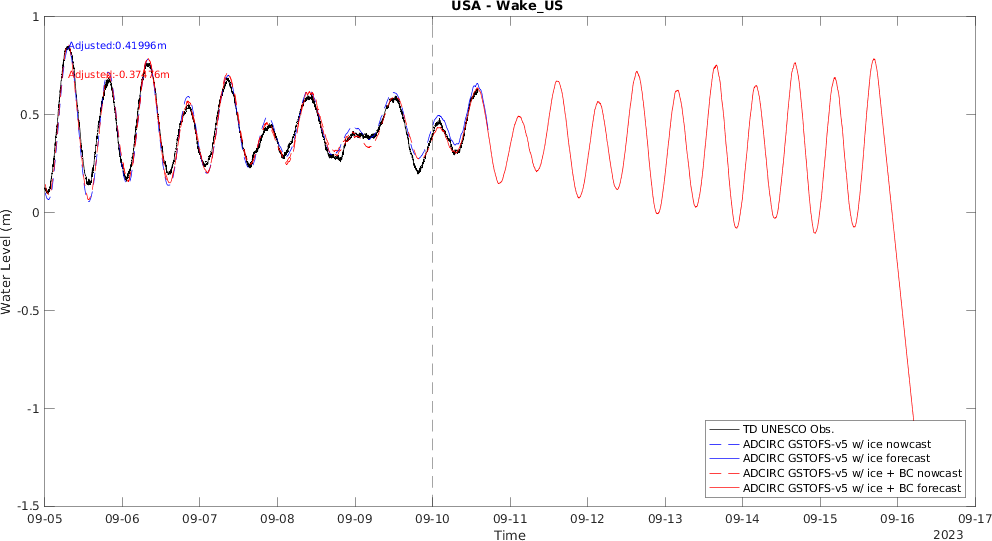 USA - Wake_US
Adjusted:0.41996m
Water Level (m)
1
0.5
0
-0.5
-1
-1.5
09-05
09-06
09-07
09-08
09-09
09-10
09-11
09-12
09-13
09-14
09-15
09-16
09-17
Time
2023
TD UNESCO Obs.
ADCIRC GSTOFS-v5 w/ ice nowcast
ADCIRC GSTOFS-v5 w/ ice forecast
ADCIRC GSTOFS-v5 w/ ice + BC nowcast
ADCIRC GSTOFS-v5 w/ ice + BC forecast